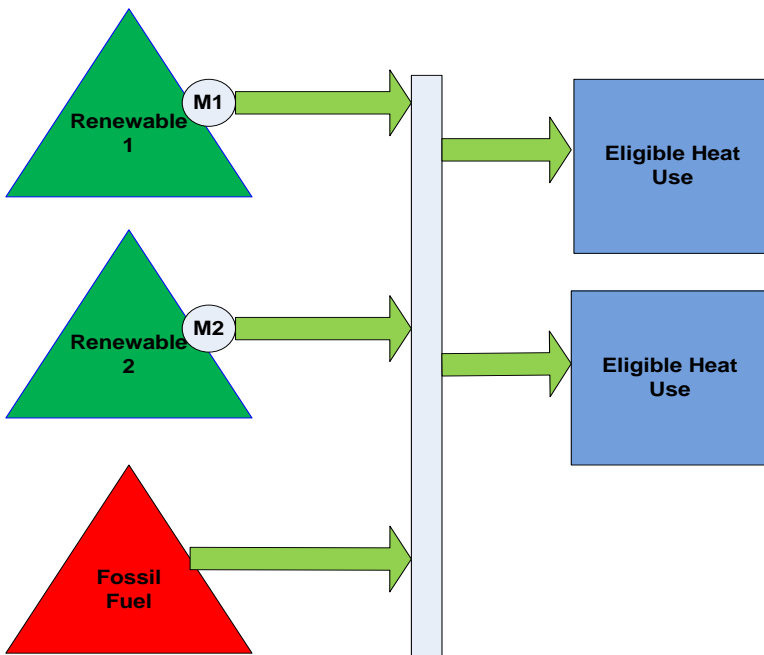 M1
Renewable
1
Eligible Heat
Use
M2
Renewable
2
Eligible Heat
Use
Fossil
Fuel